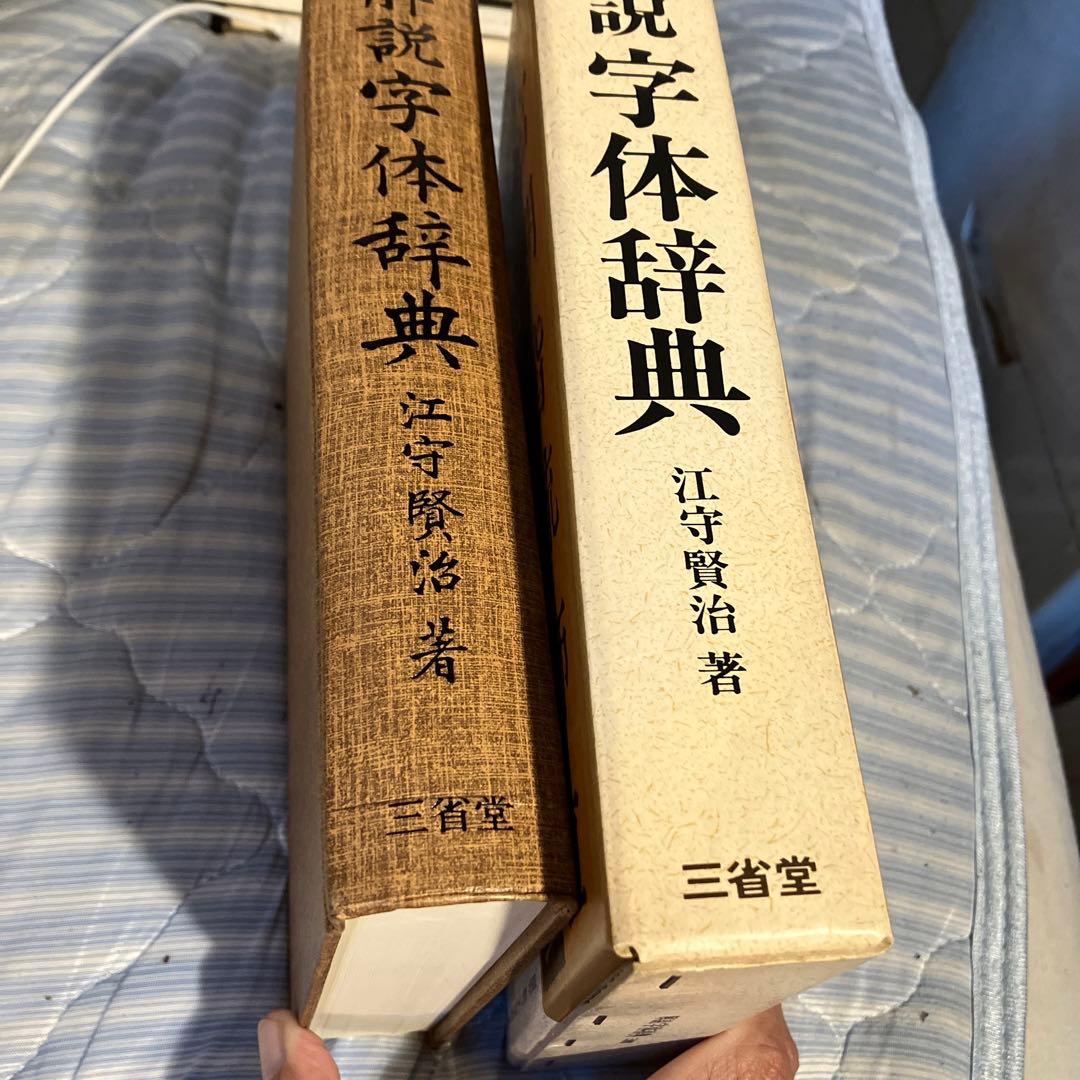 解説字体辞典
江守賢治 著
三省堂
説字体辞典
江守賢治 著
三省堂